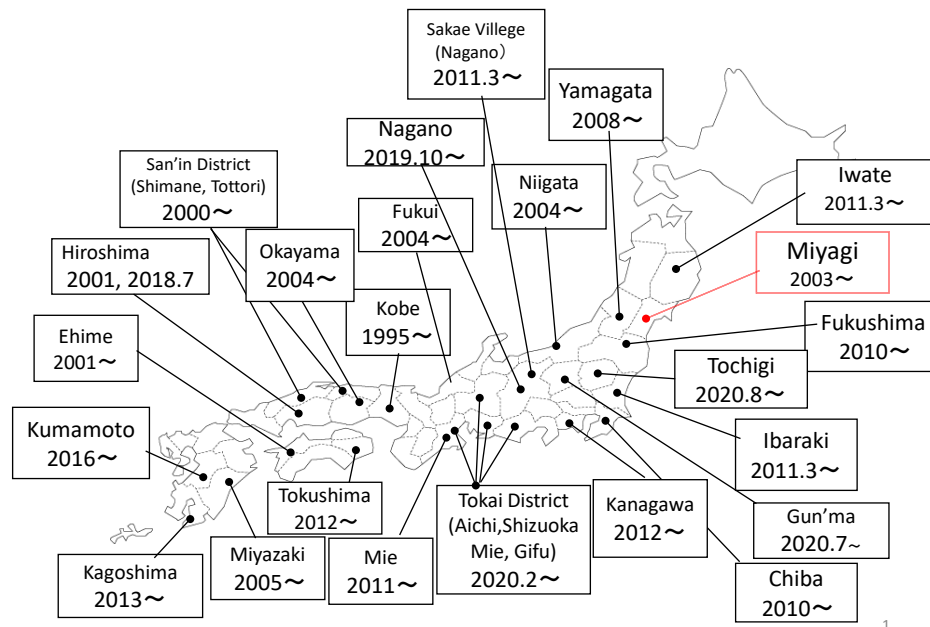 Sakae Villege
(Nagano)
2011.3～
Yamagata
2008～
Nagano
2019.10～
San’in District
(Shimane, Tottori)
2000～
Niigata
2004～
Iwate
2011.3～
Fukui
2004～
Hiroshima
2001, 2018.7
Okayama
2004～
Miyagi
2003～
Kobe
1995～
Fukushima
2010～
Ehime
2001～
Tochigi
2020.8～
Kumamoto
2016～
Ibaraki
2011.3～
Tokushima
2012～
Tokai District
(Aichi,Shizuoka
Mie, Gifu)
2020.2～
Kanagawa
2012～
Gun’ma
2020.7~
Kagoshima
2013～
Miyazaki
2005～
Mie
2011～
Chiba
2010～
1